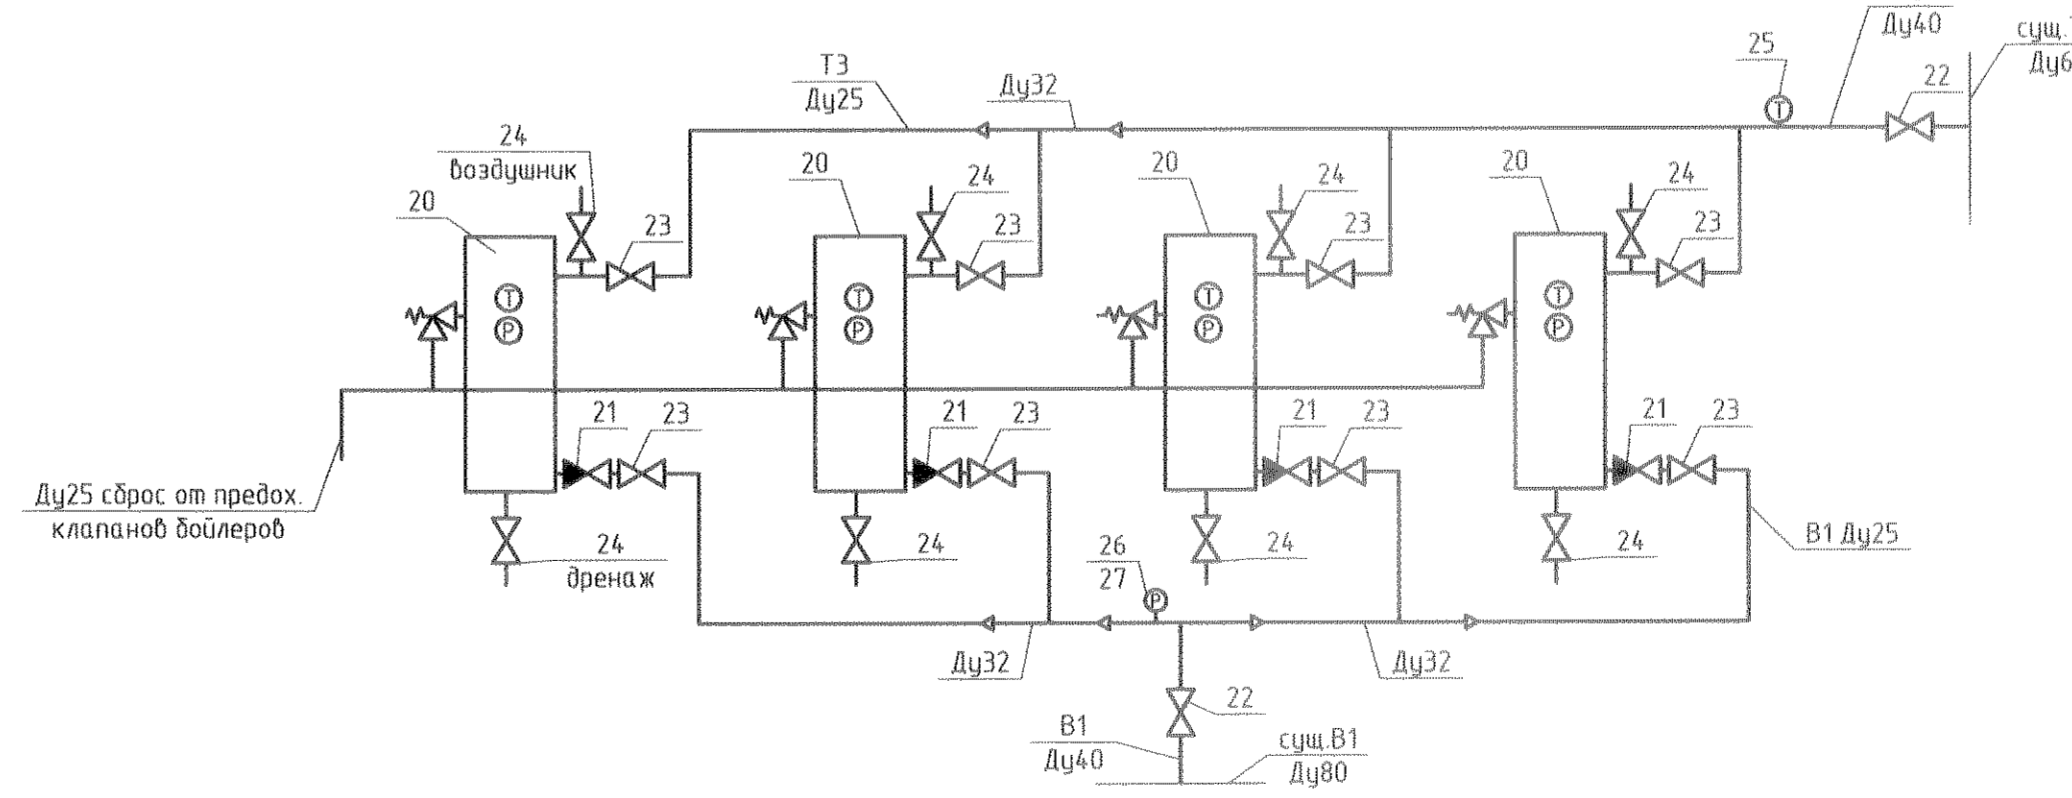 Ду40
сущ.
Ду6
25
22
Т3
Ду25
Ду32
24
воздушник
20
23
20
24
23
20
24
23
20
24
23
Т
Р
Т
Р
Т
Р
Т
Р
Т
21
23
21
23
21
23
21
23
Ду25 сброс от предох.
клапанов бойлеров
24
дренаж
24
26
27
Р
24
24
В1 Ду25
Ду32
Ду32
22
В1
Ду40
сущ.В1
Ду80